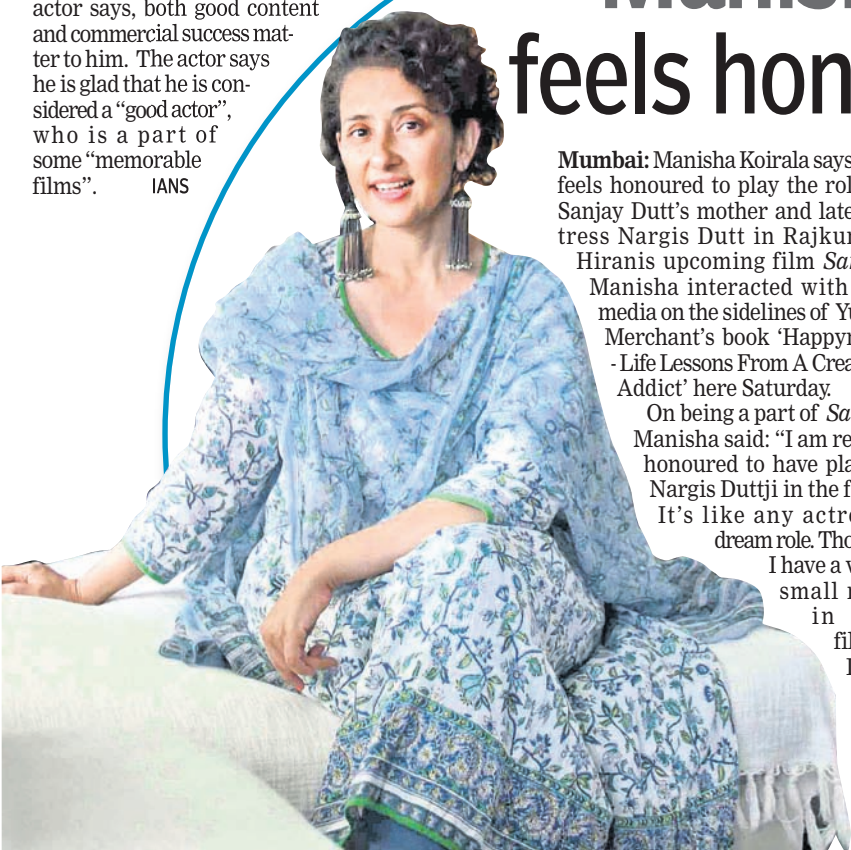 actor says, both good content
and commercial success mat-
ter to him. The actor says
he is glad that he is con-
sidered a “good actor”,
who is a part of
some “memorable
films”. IANS
feels hon
Mumbai: Manisha Koirala says
feels honoured to play the rol
Sanjay Dutt’s mother and late
tress Nargis Dutt in Rajkur
Hiranis upcoming film
Manisha interacted with
media on the sidelines of
Merchant’s book ‘Happy
- Life Lessons From A Crea
Addict’ here Saturday.
On being a part of
Manisha said: “I am re
honoured to have pla
Nargis Duttji in the f
It’s like any actre
dream role. Tho
I have a v
small
in